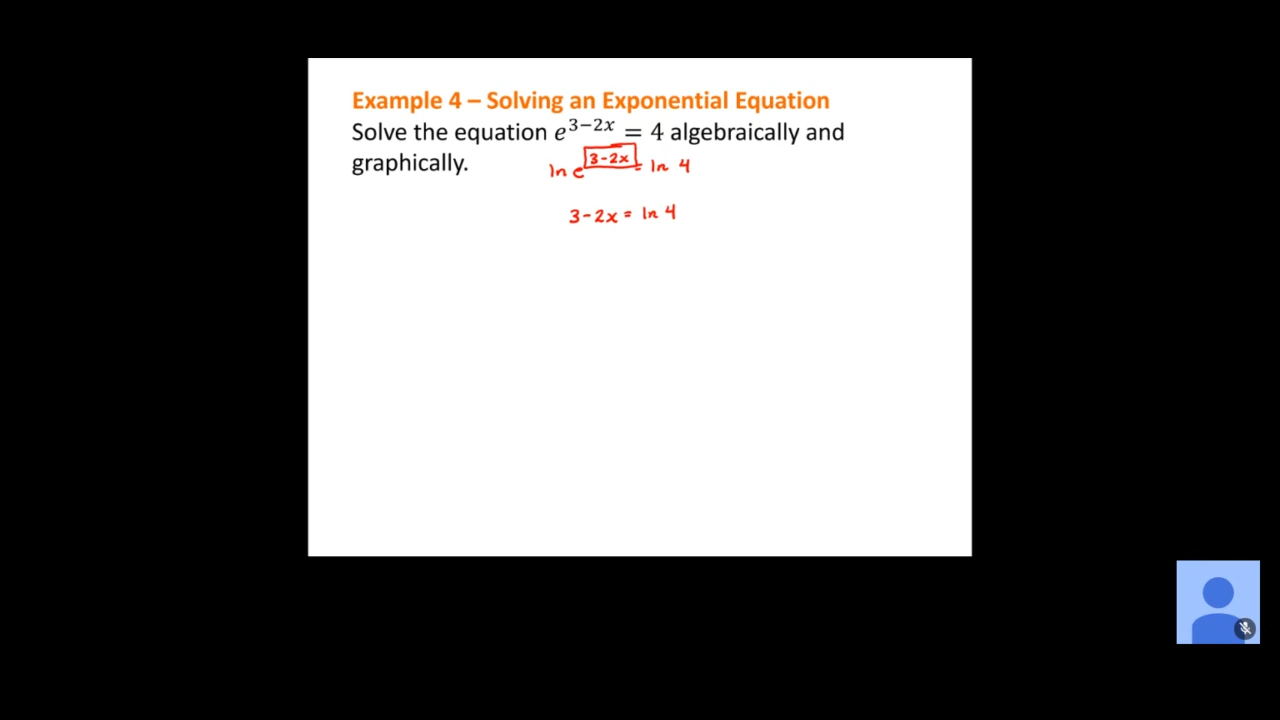 Example 4 – Solving an Exponential Equation
Solve the equation e^{3−2x} = 4 algebraically and
graphically.
ln e^{3-2x} = ln 4
3-2x = ln 4